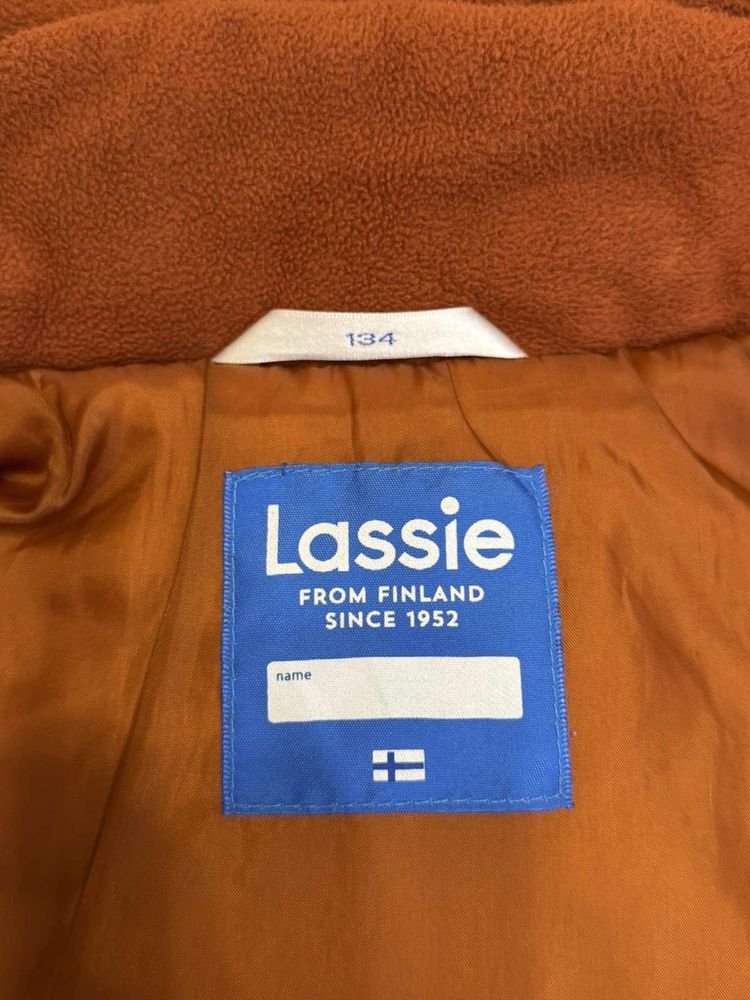 134
Lassie
FROM FINLAND
SINCE 1952
name